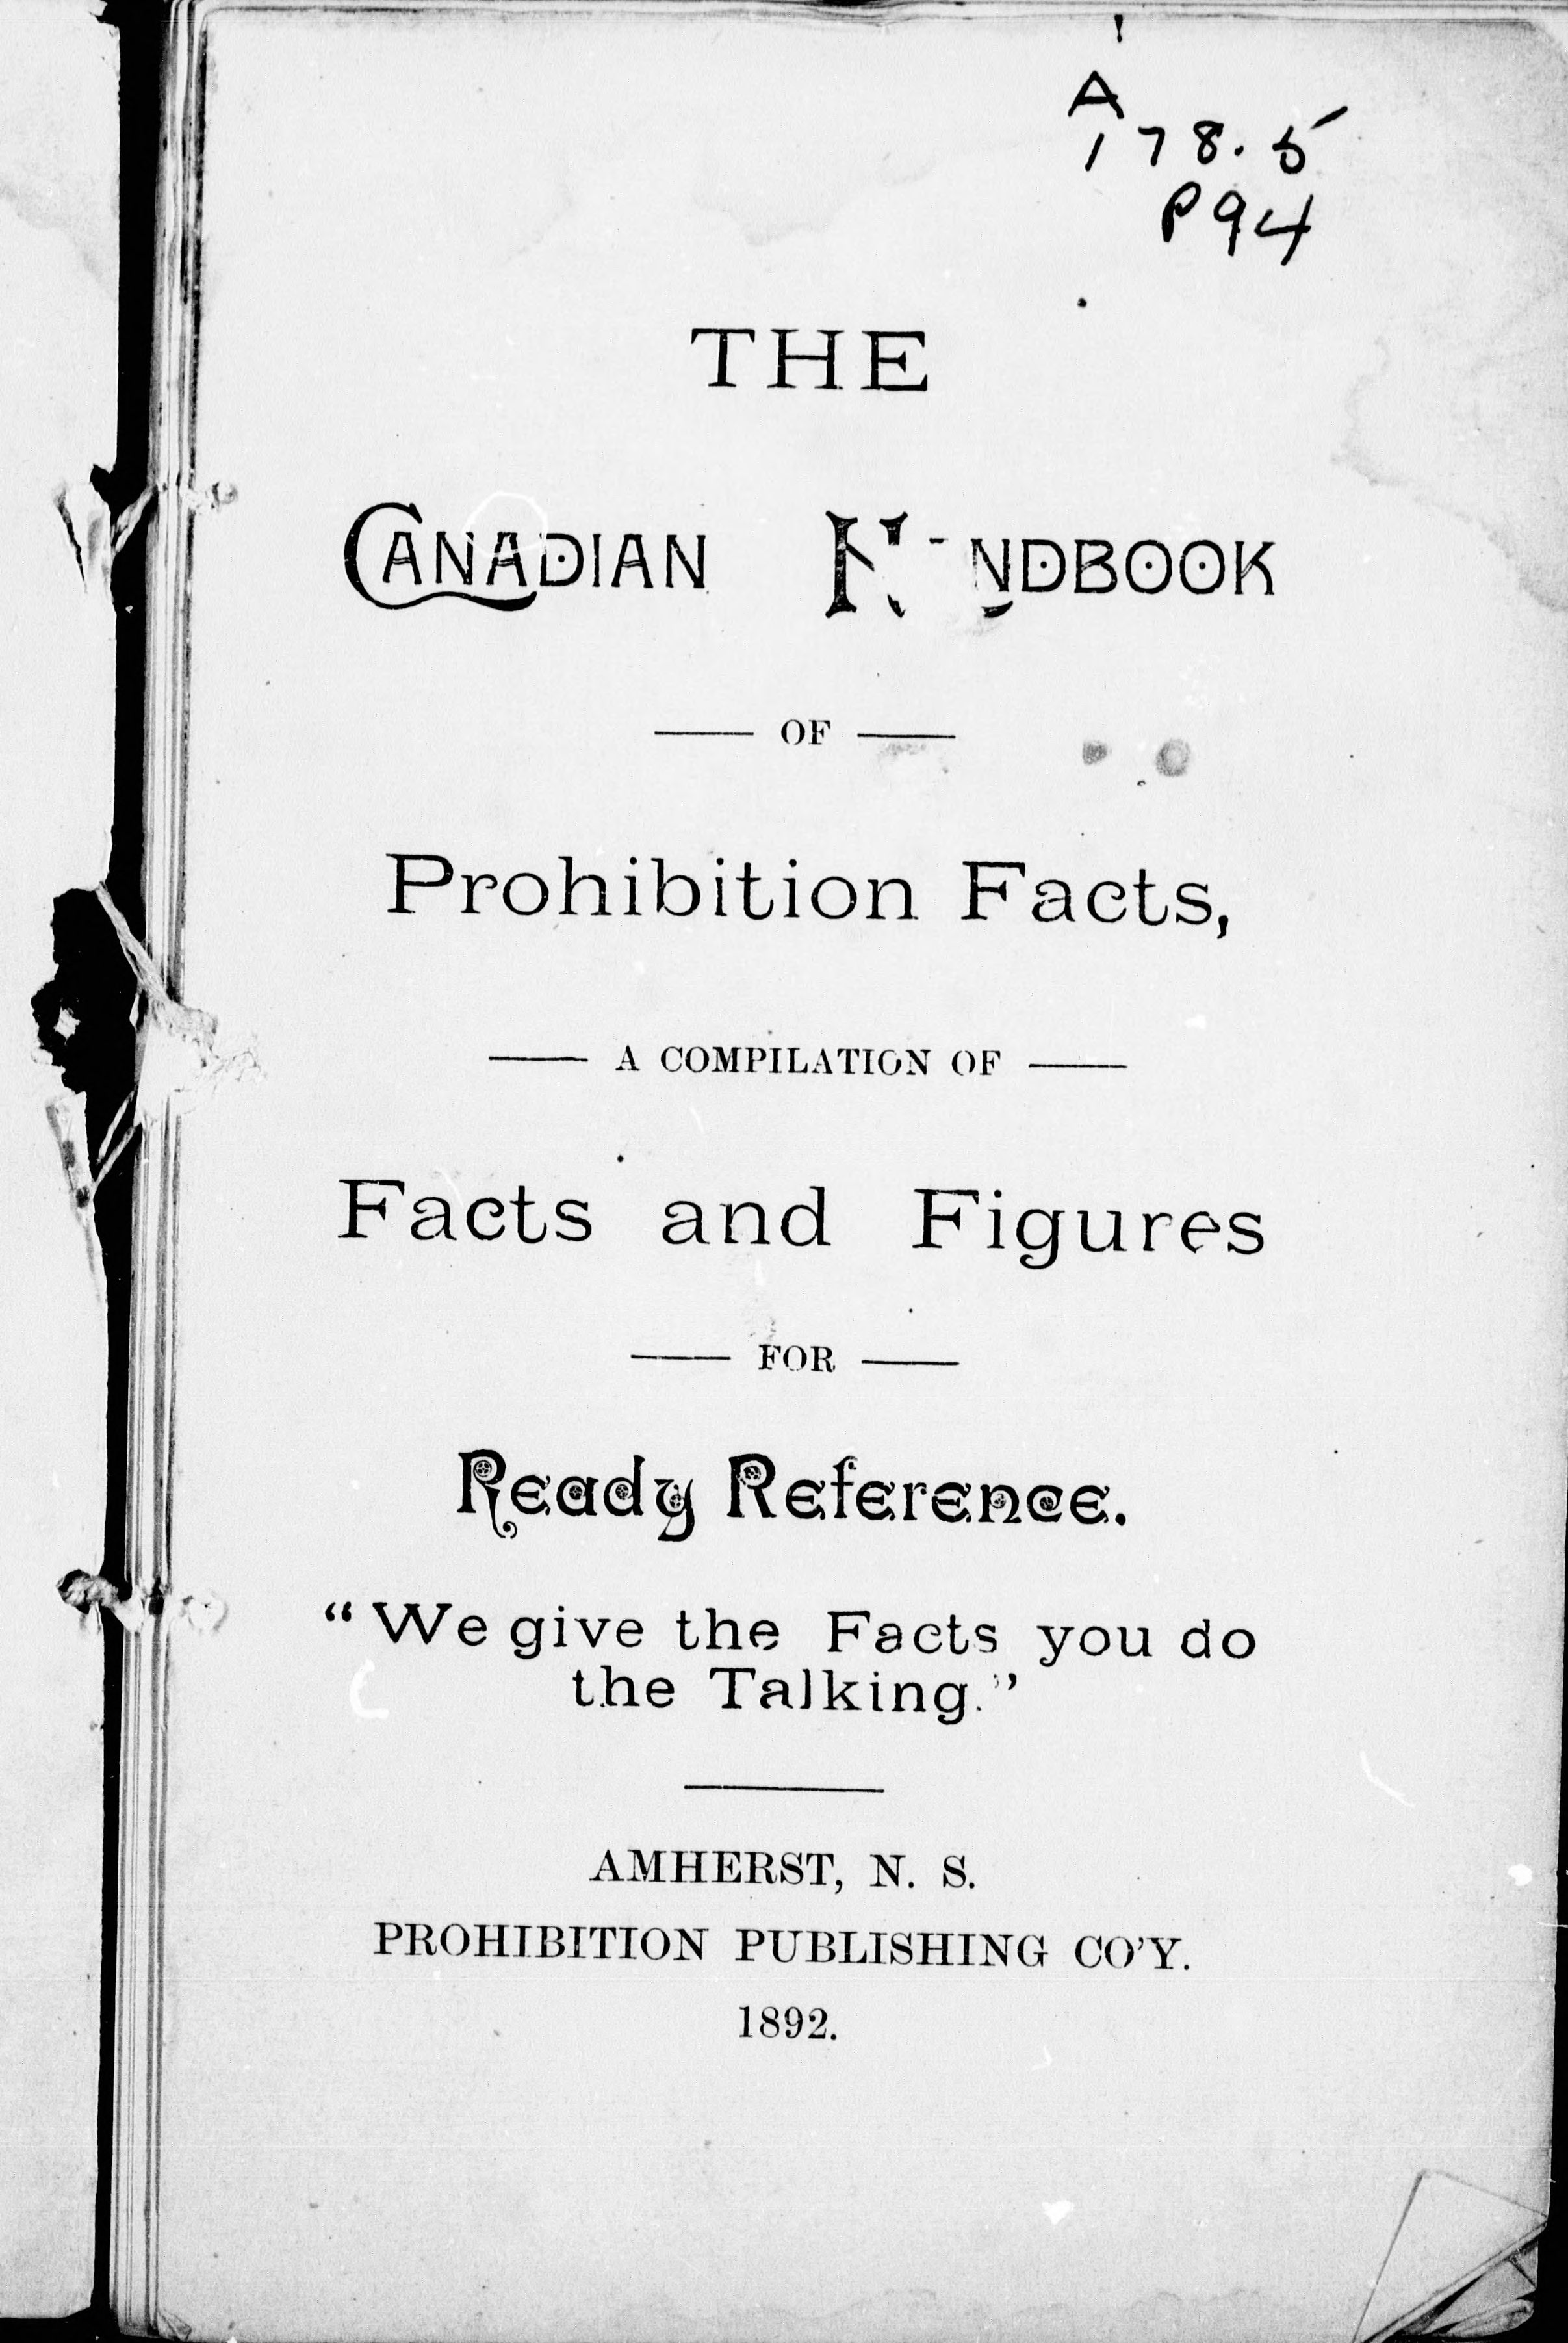 A
178.5
P94
THE
CANADIAN HANDBOOK
OF
Prohibition Facts,
A COMPILATION OF
Facts and Figures
FOR
Ready Reference.
“We give the Facts you do
the Talking.”
AMHERST, N. S.
PROHIBITION PUBLISHING CO’Y.
1892.